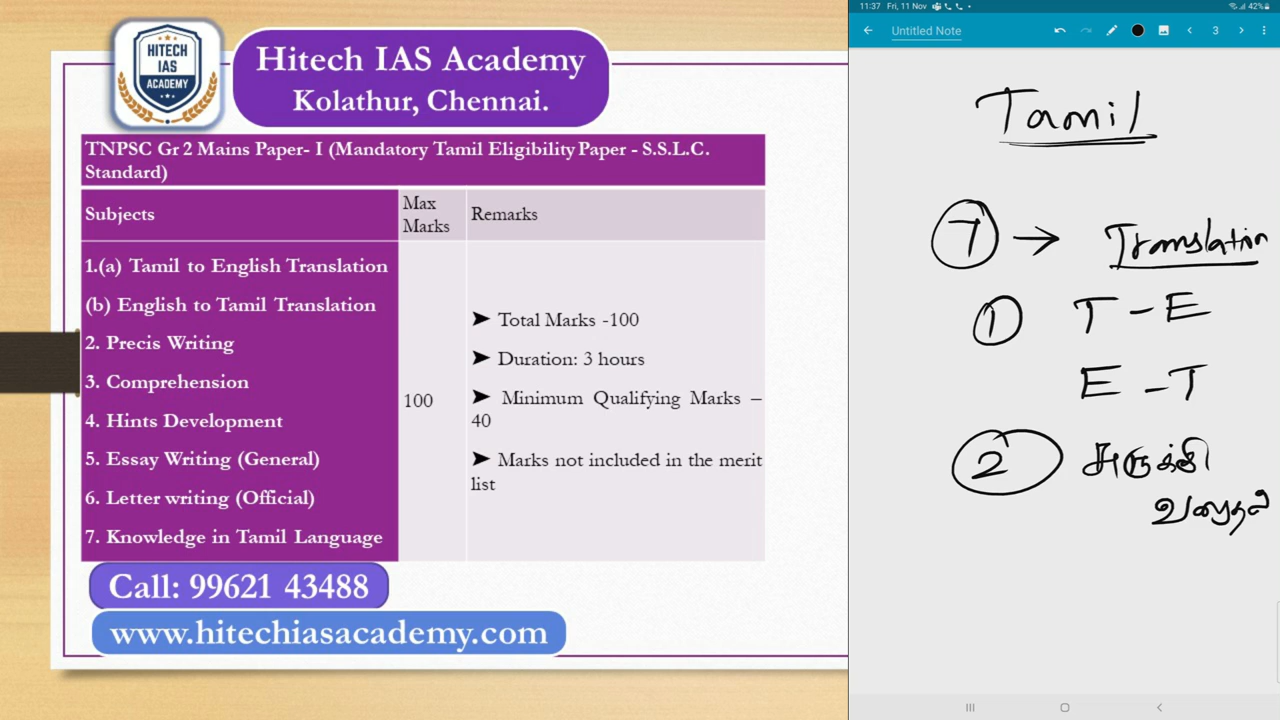 HITECH
IAS
ACADEMY
Hitech IAS Academy
Kolathur, Chennai.
TNPSC Gr 2 Mains Paper- I (Mandatory Tamil Eligibility Paper - S.S.L.C.
Standard)
Subjects
Max
Marks
Remarks
1.(a) Tamil to English Translation
(b) English to Tamil Translation
2. Precis Writing
3. Comprehension
4. Hints Development
5. Essay Writing (General)
6. Letter writing (Official)
7. Knowledge in Tamil Language
100
➤ Total Marks -100
➤ Duration: 3 hours
➤ Minimum Qualifying Marks –
40
➤ Marks not included in the merit
list
Call: 99621 43488
www.hitechiasacademy.com
11:37 Fri, 11 Nov
42%
Untitled Note
3
Tamil
7 → Translation
1 T - E
E - T
2 சுருக்கி
வரைதல்